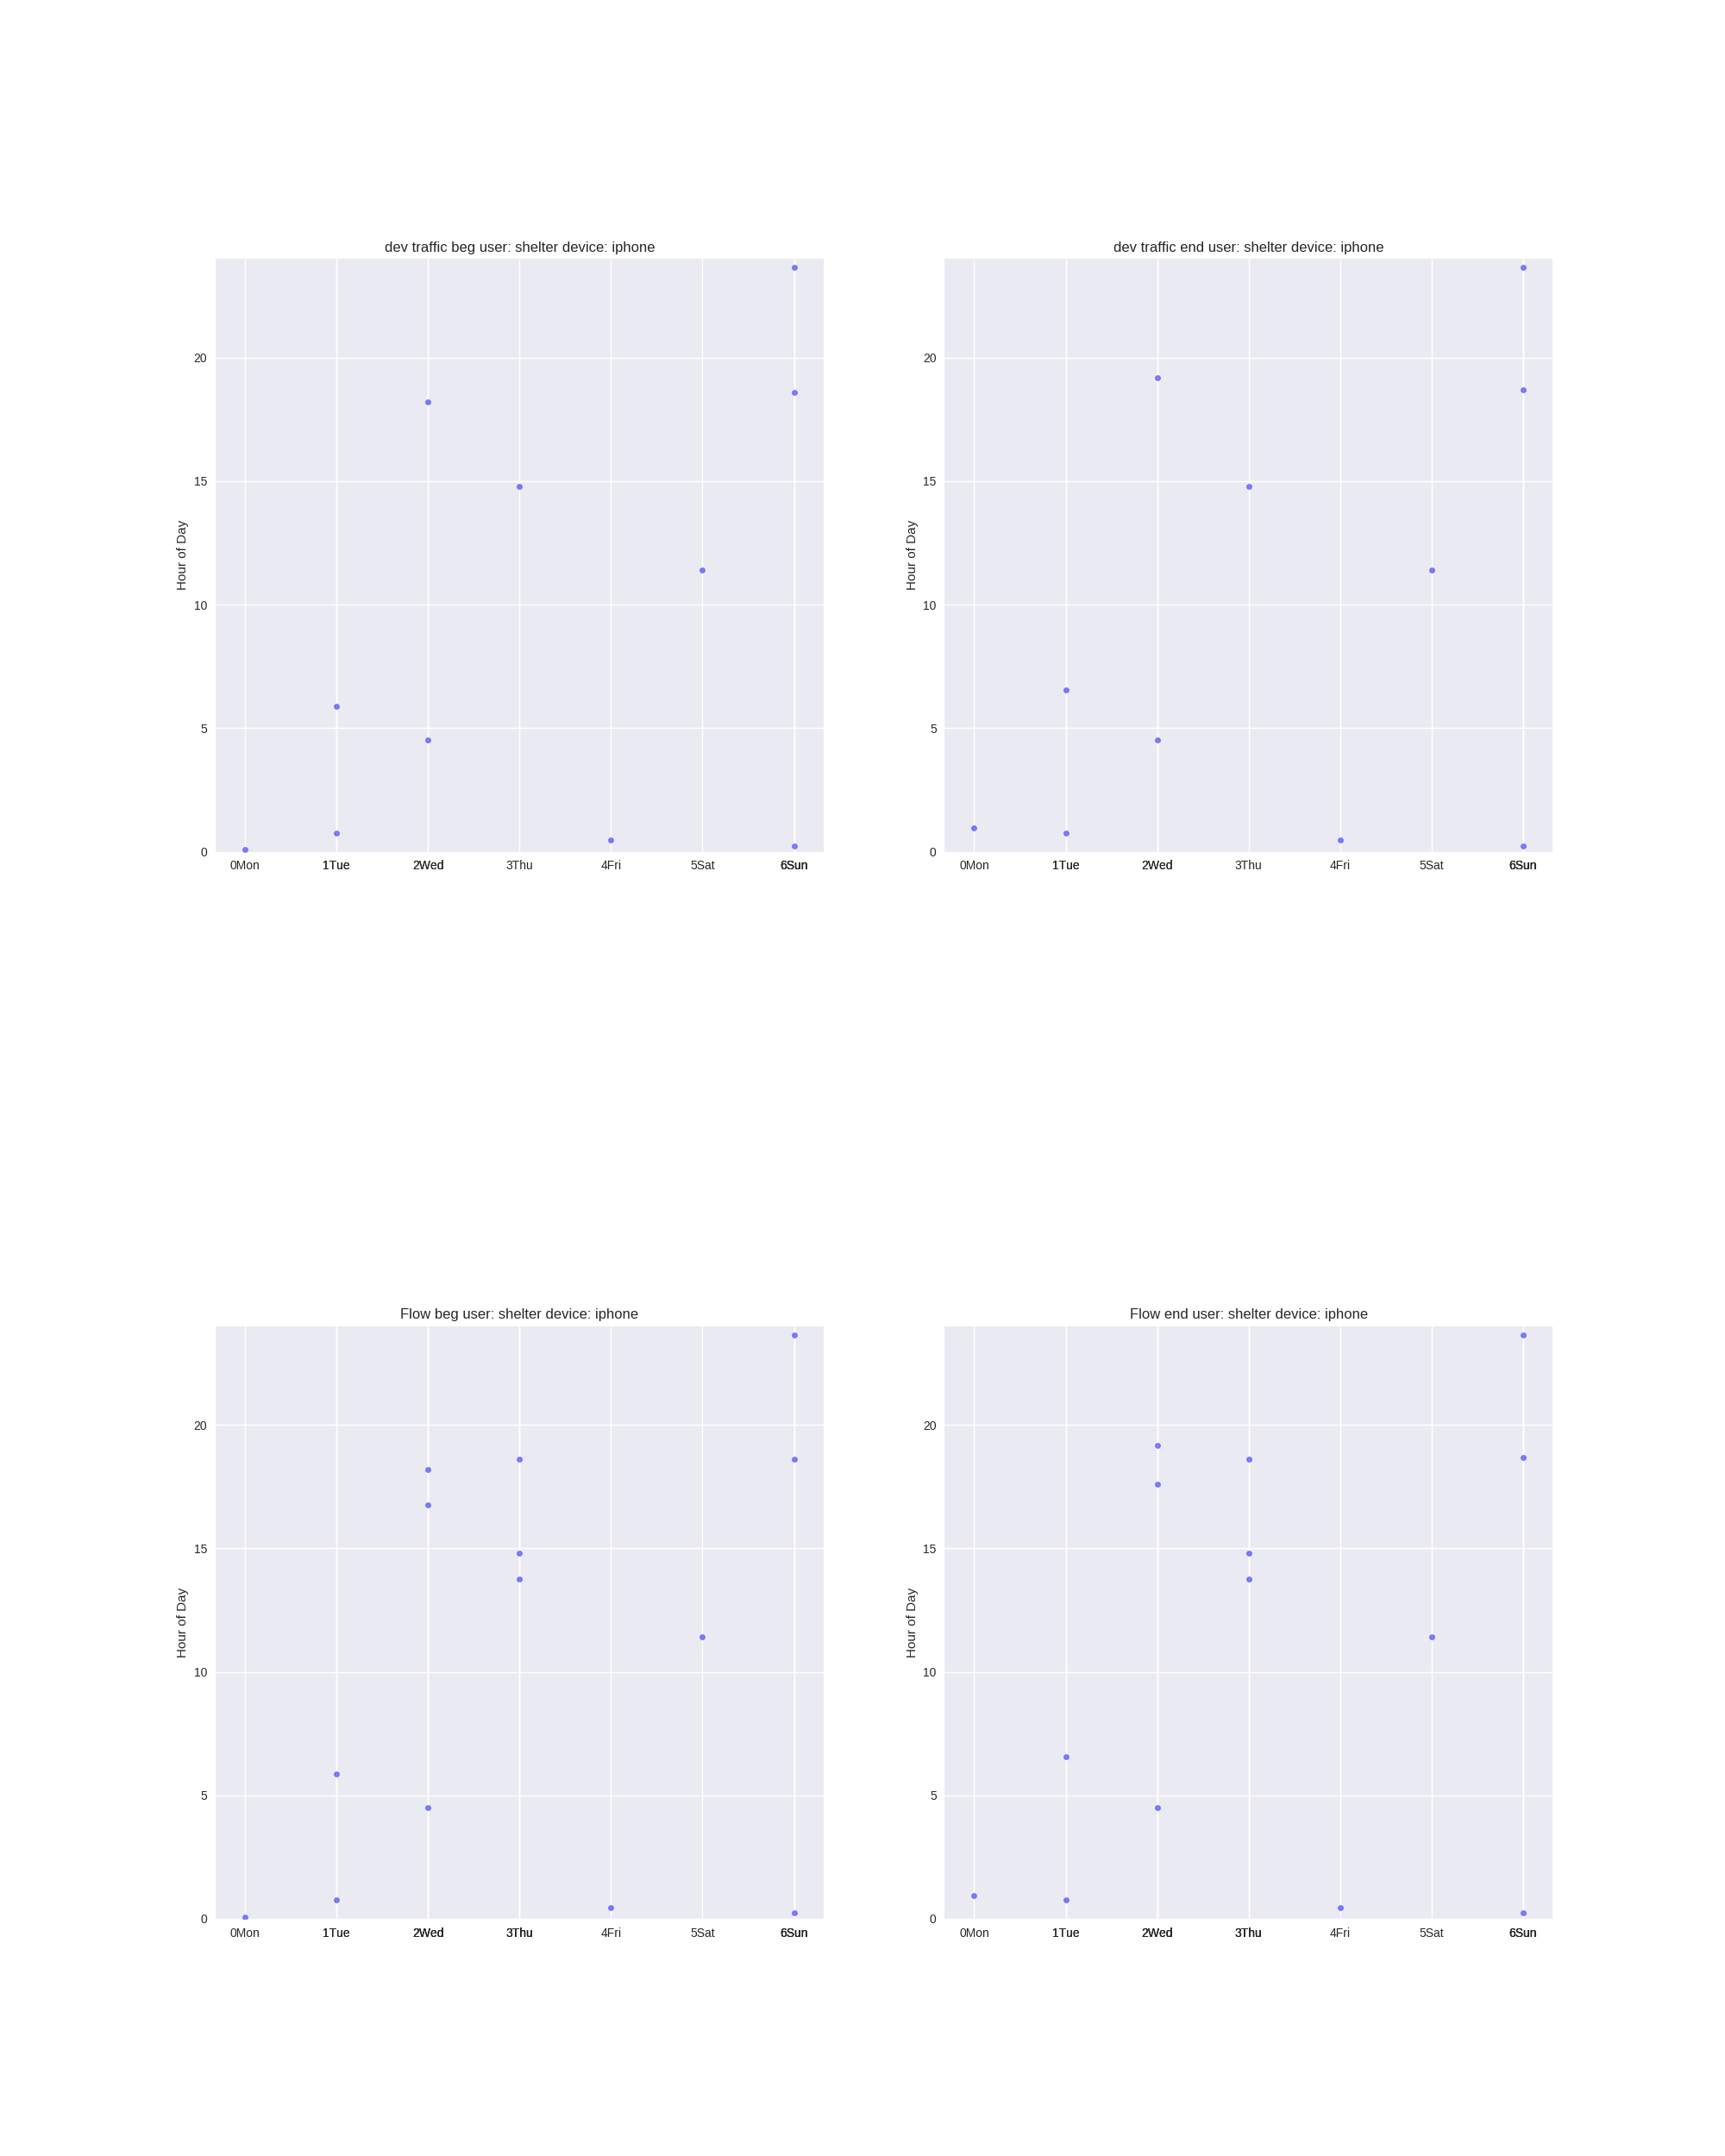 dev traffic beg user: shelter device: iphone
Hour of Day
20
15
10
5
0
0Mon 1Tue 2Wed 3Thu 4Fri 5Sat 6Sun
dev traffic end user: shelter device: iphone
Hour of Day
20
15
10
5
0
0Mon 1Tue 2Wed 3Thu 4Fri 5Sat 6Sun
Flow beg user: shelter device: iphone
Hour of Day
20
15
10
5
0
0Mon 1Tue 2Wed 3Thu 4Fri 5Sat 6Sun
Flow end user: shelter device: iphone
Hour of Day
20
15
10
5
0
0Mon 1Tue 2Wed 3Thu 4Fri 5Sat 6Sun